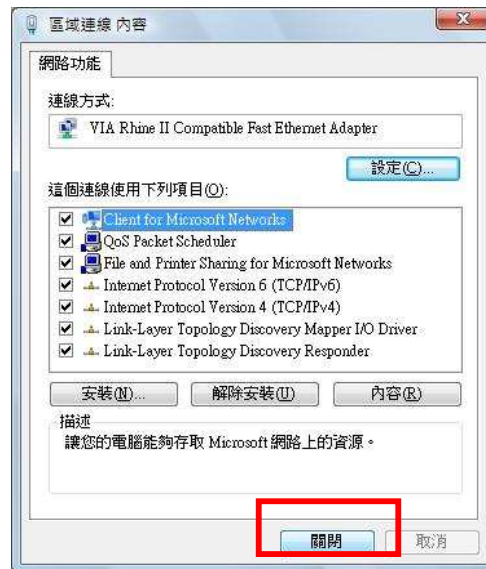 區域連線 內容
網路功能
連線方式:
VIA Rhine II Compatible Fast Ethernet Adapter
設定(C)...
這個連線使用下列項目(O):
Client for Microsoft Networks
QoS Packet Scheduler
File and Printer Sharing for Microsoft Networks
Internet Protocol Version 6 (TCP/IPv6)
Internet Protocol Version 4 (TCP/IPv4)
Link-Layer Topology Discovery Mapper I/O Driver
Link-Layer Topology Discovery Responder
安裝(N)... 解除安裝(U) 內容(R)
描述
讓您的電腦能夠存取 Microsoft 網路上的資源。
關閉 取消